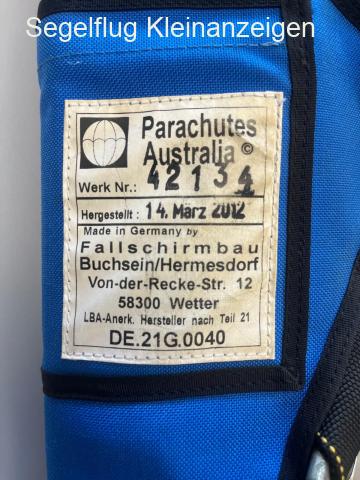 Segelflug Kleinanzeigen
Parachutes
Australia ©
Werk Nr.: 42134
Hergestellt : 14. März 2012
Made in Germany by
Fallschirmbau
Buchsein/Hermesdorf
Von-der-Recke-Str. 12
58300 Wetter
LBA-Anerk. Hersteller nach Teil 21
DE.21G.0040